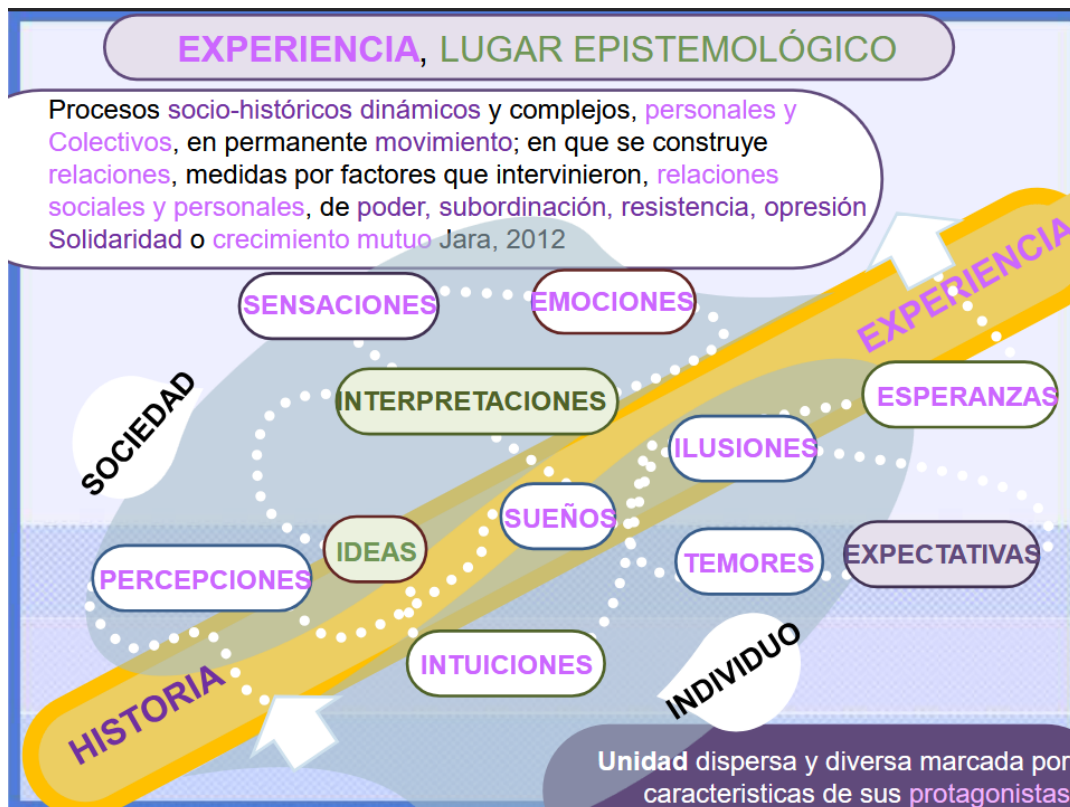 EXPERIENCIA, LUGAR EPISTEMOLÓGICO
Procesos socio-históricos dinámicos y complejos, personales y
Colectivos, en permanente movimiento; en que se construye
relaciones, medidas por factores que intervinieron, relaciones
sociales y personales, de poder, subordinación, resistencia, opresión
Solidaridad o crecimiento mutuo Jara, 2012
SENSACIONES
EMOCIONES
EXPERIENCIA
INTERPRETACIONES
ESPERANZAS
SOCIEDAD
ILUSIONES
SUEÑOS
IDEAS
TEMORES
EXPECTATIVAS
PERCEPCIONES
INTUICIONES
INDIVIDUO
HISTORIA
Unidad dispersa y diversa marcada por
caracteristicas de sus protagonistas